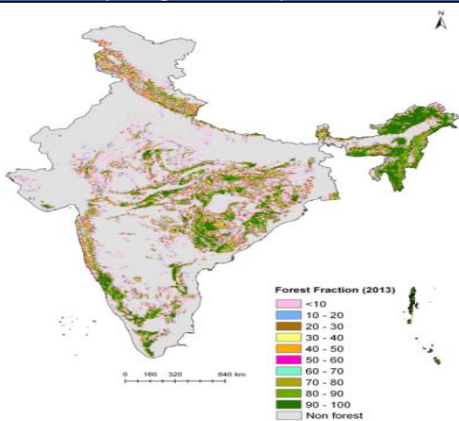 N
Forest Fraction (2013)
<10
10 - 20
20 - 30
30 - 40
40 - 50
50 - 60
60 - 70
70 - 80
80 - 90
90 - 100
Non forest
0 160 320 640 km